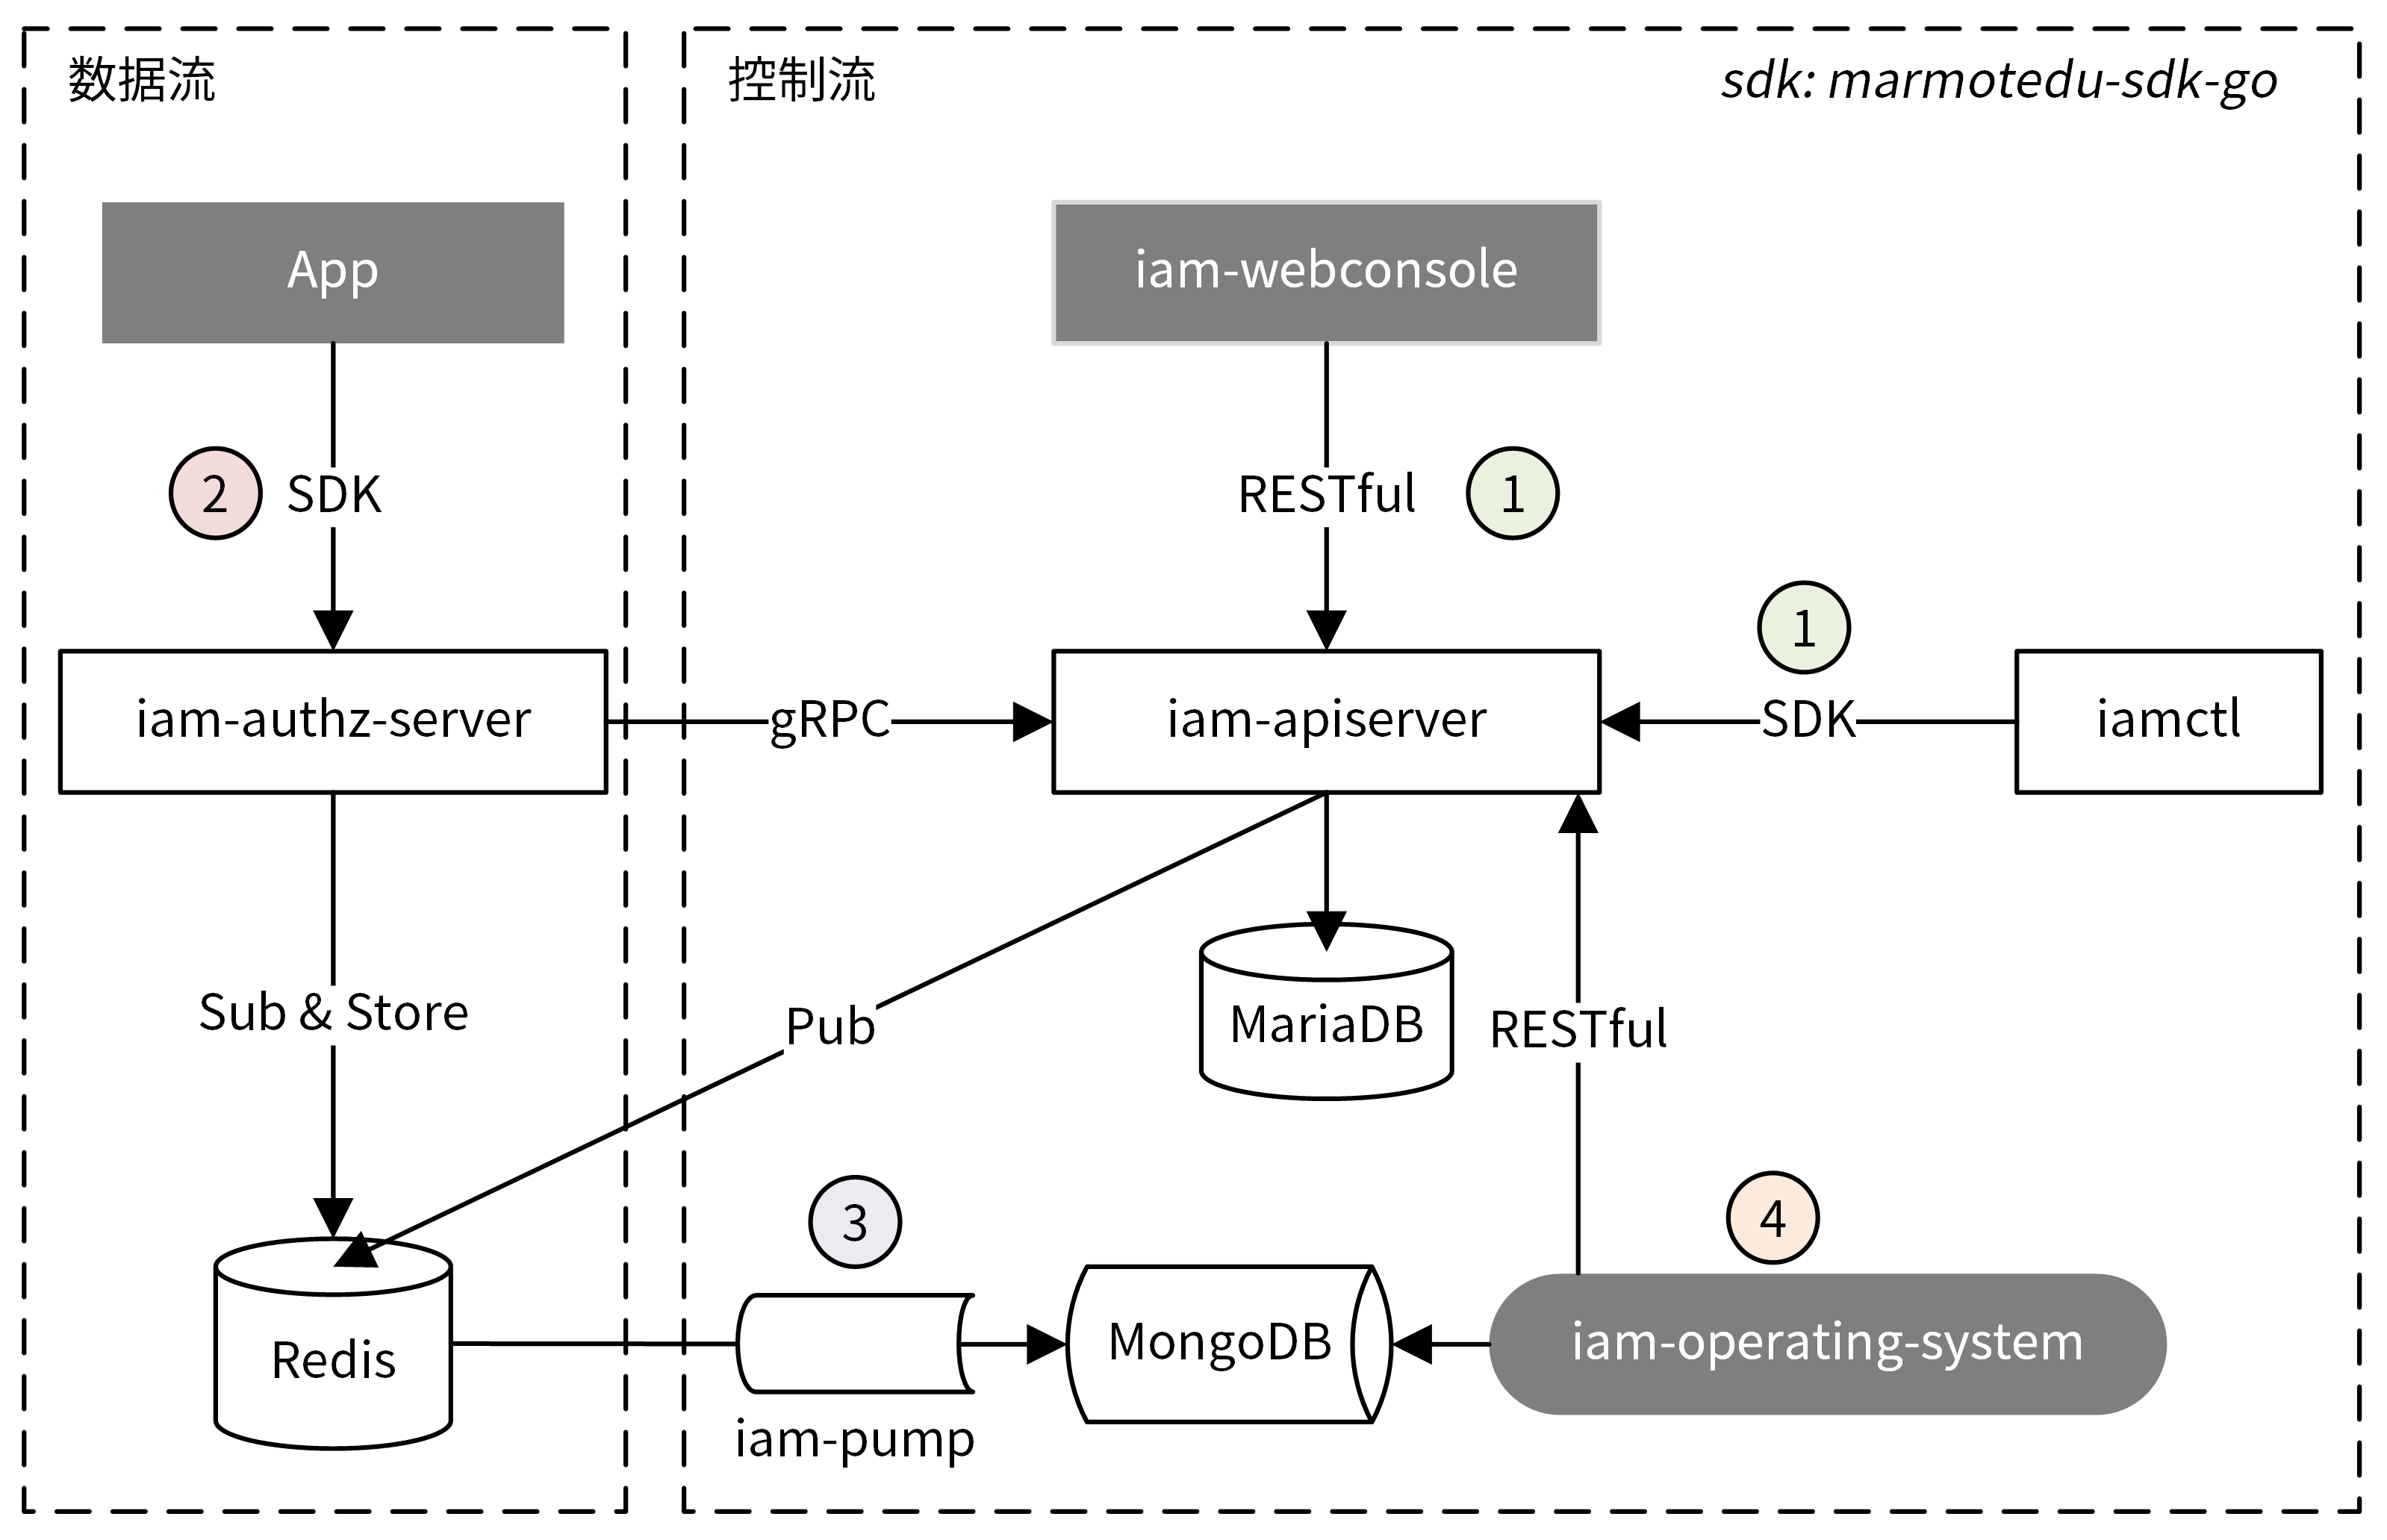 数据流
控制流
sdk: marmotedu-sdk-go
App
iam-webconsole
2
SDK
RESTful
1
1
iam-authz-server
gRPC
iam-apiserver
SDK
iamctl
Sub & Store
Pub
MariaDB
RESTful
3
4
Redis
MongoDB
iam-operating-system
iam-pump